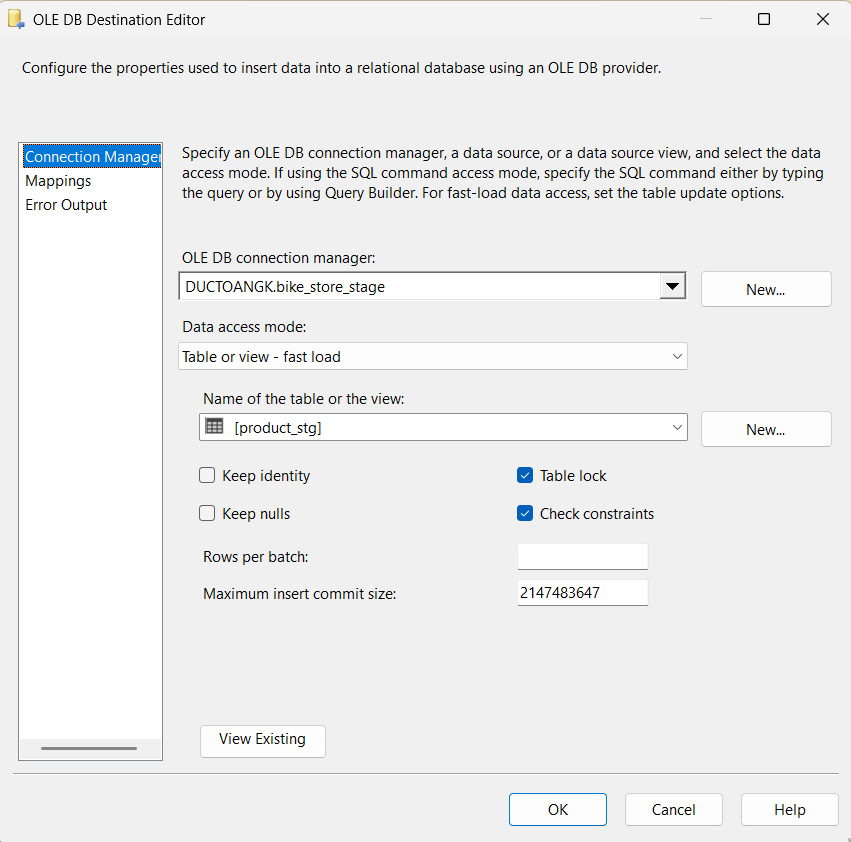 OLE DB Destination Editor
Configure the properties used to insert data into a relational database using an OLE DB provider.
Connection Manager
Mappings
Error Output
Specify an OLE DB connection manager, a data source, or a data source view, and select the data
access mode. If using the SQL command access mode, specify the SQL command either by typing
the query or by using Query Builder. For fast-load data access, set the table update options.
OLE DB connection manager:
DUCTOANGK.bike_store_stage
New...
Data access mode:
Table or view - fast load
Name of the table or the view:
[product_stg]
New...
Keep identity
Table lock
Keep nulls
Check constraints
Rows per batch:
Maximum insert commit size:
2147483647
View Existing
OK
Cancel
Help